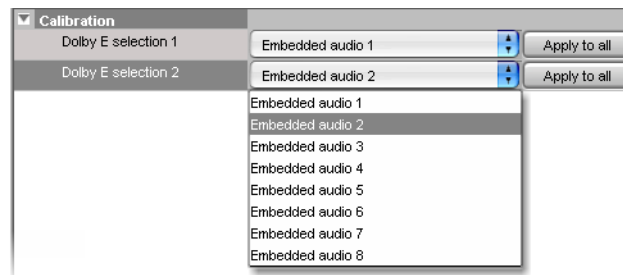 Calibration
Dolby E selection 1 Embedded audio 1 Apply to all
Dolby E selection 2 Embedded audio 2 Apply to all
Embedded audio 1
Embedded audio 2
Embedded audio 3
Embedded audio 4
Embedded audio 5
Embedded audio 6
Embedded audio 7
Embedded audio 8